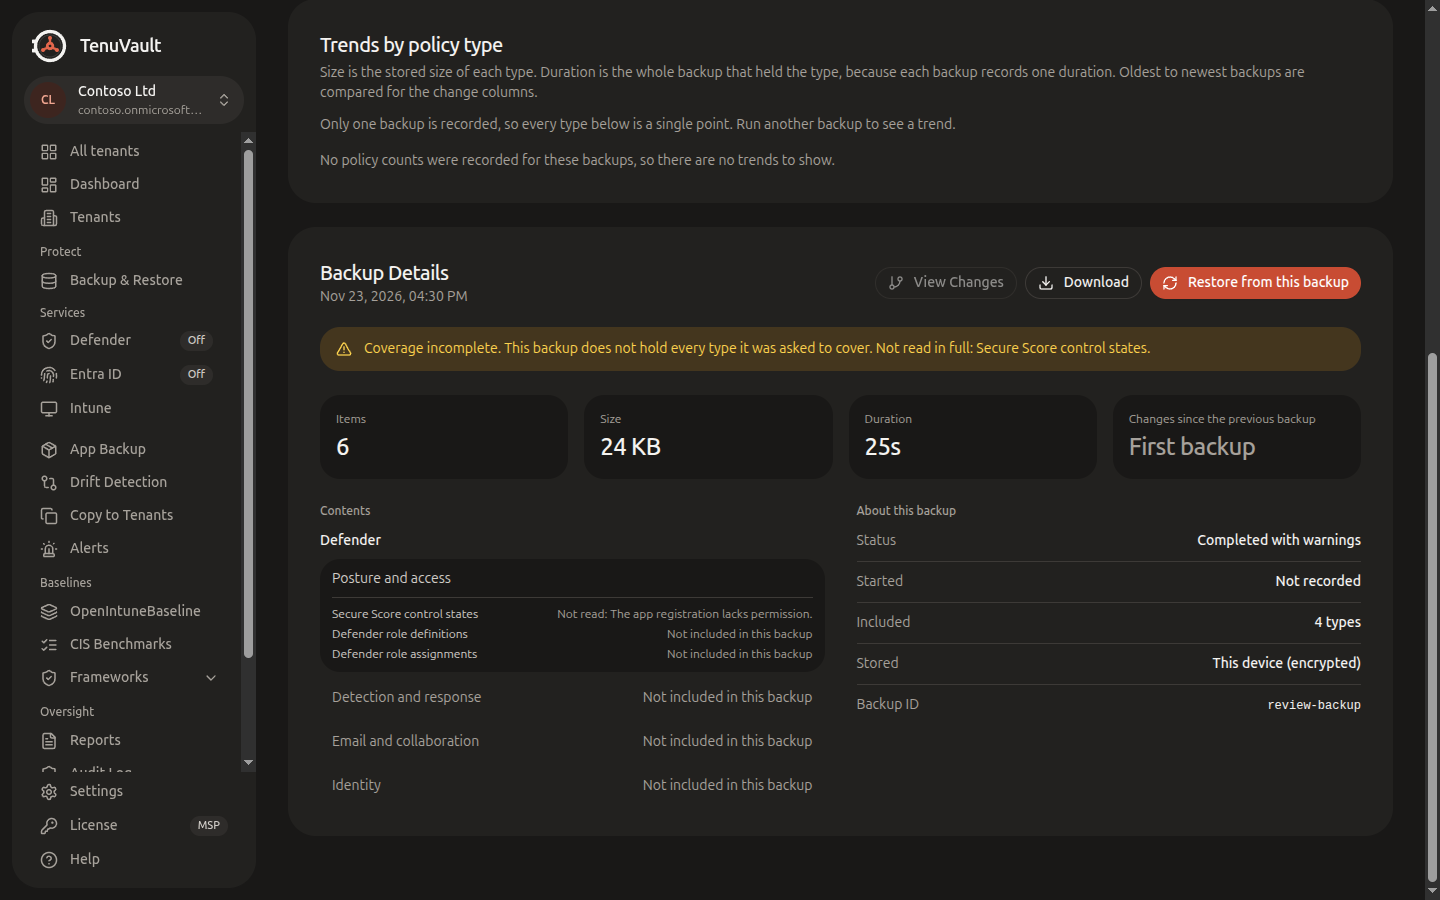 TenuVault
CL
Contoso Ltd
contoso.onmicrosoft...
All tenants
Dashboard
Tenants
Protect
Backup & Restore
Services
Defender
Off
Entra ID
Off
Intune
App Backup
Drift Detection
Copy to Tenants
Alerts
Baselines
OpenIntuneBaseline
CIS Benchmarks
Frameworks
Oversight
Reports
Audit Log
Settings
License
MSP
Help
Trends by policy type
Size is the stored size of each type. Duration is the whole backup that held the type, because each backup records one duration. Oldest to newest backups are
compared for the change columns.
Only one backup is recorded, so every type below is a single point. Run another backup to see a trend.
No policy counts were recorded for these backups, so there are no trends to show.
Backup Details
Nov 23, 2026, 04:30 PM
View Changes
Download
Restore from this backup
Coverage incomplete. This backup does not hold every type it was asked to cover. Not read in full: Secure Score control states.
Items
6
Size
24 KB
Duration
25s
Changes since the previous backup
First backup
Contents
Defender
Posture and access
Secure Score control states Not read: The app registration lacks permission.
Defender role definitions Not included in this backup
Defender role assignments Not included in this backup
Detection and response Not included in this backup
Email and collaboration Not included in this backup
Identity Not included in this backup
About this backup
Status Completed with warnings
Started Not recorded
Included 4 types
Stored This device (encrypted)
Backup ID review-backup